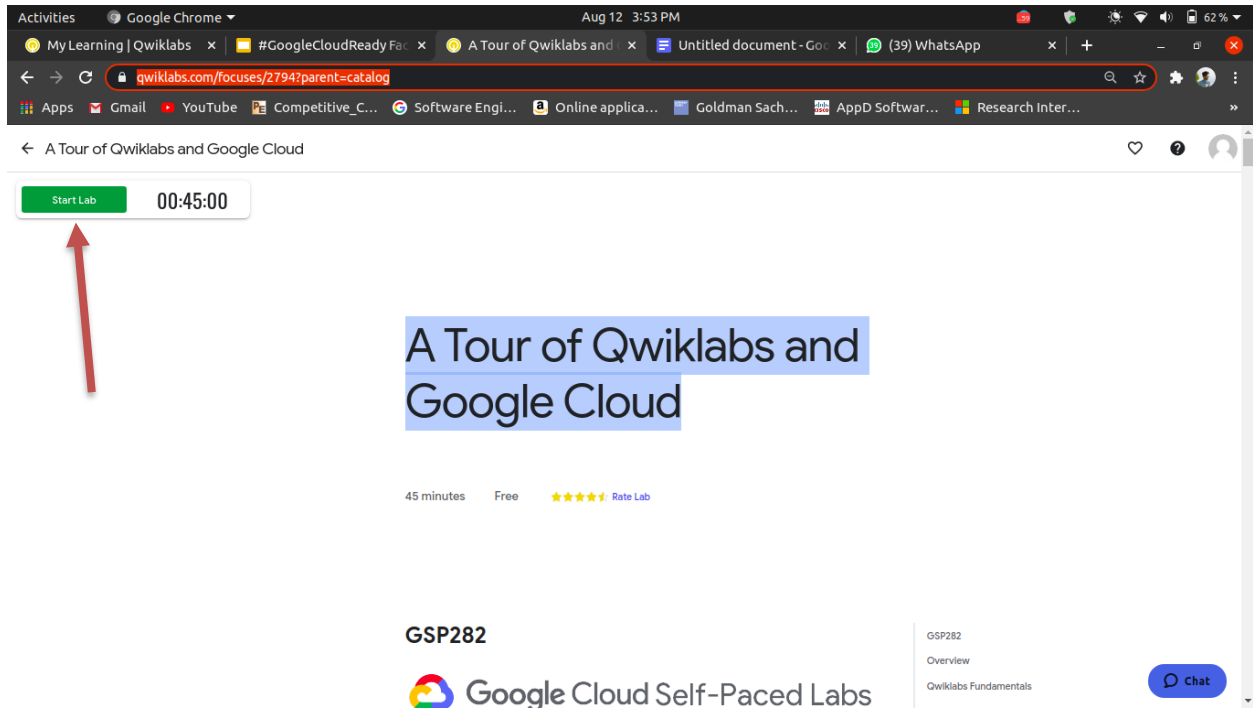 Activities Google Chrome Aug 12 3:53 PM 62 %
My Learning | Qwiklabs #GoogleCloudReady Fac A Tour of Qwiklabs and Untitled document - Goo (39) WhatsApp
qwiklabs.com/focuses/2794?parent=catalog
Apps Gmail YouTube Competitive_C... Software Engi... Online applica... Goldman Sach... AppD Softwar... Research Inter... »
A Tour of Qwiklabs and Google Cloud
Start Lab 00:45:00
A Tour of Qwiklabs and
Google Cloud
45 minutes Free Rate Lab
GSP282
Google Cloud Self-Paced Labs
GSP282
Overview
Qwiklabs Fundamentals
Chat